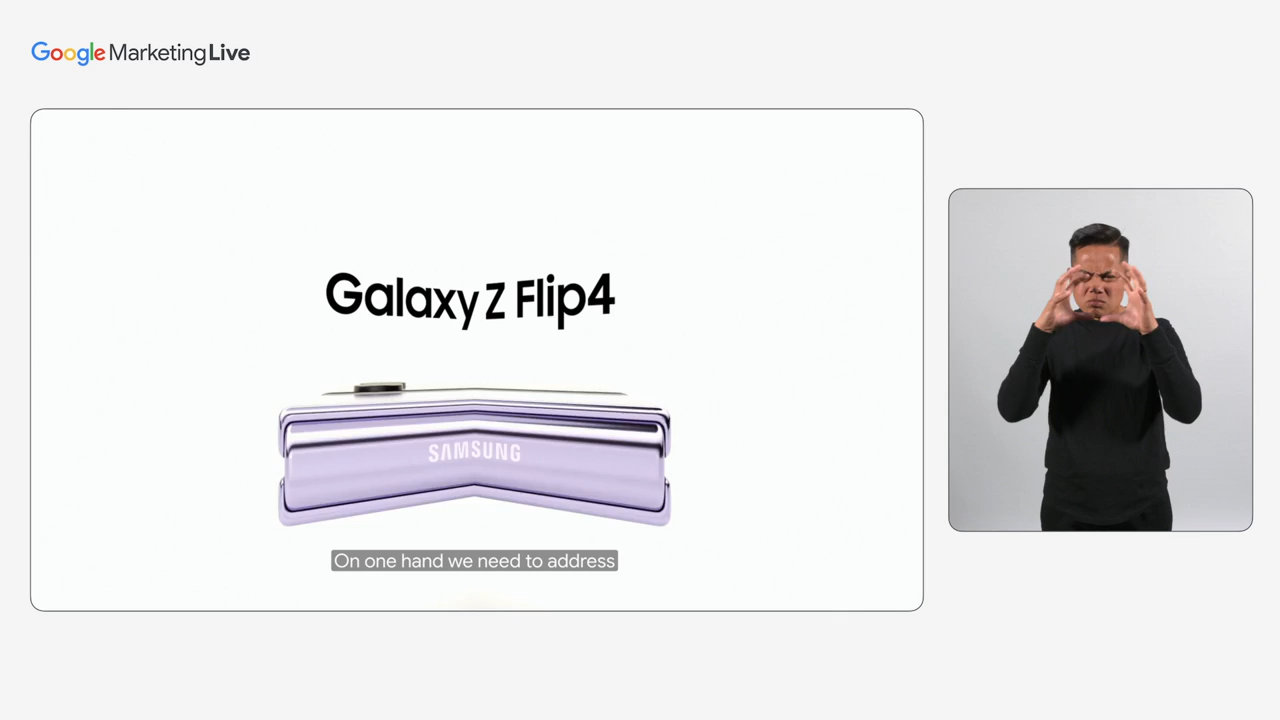 Google Marketing Live
Galaxy Z Flip4
SAMSUNG
On one hand we need to address